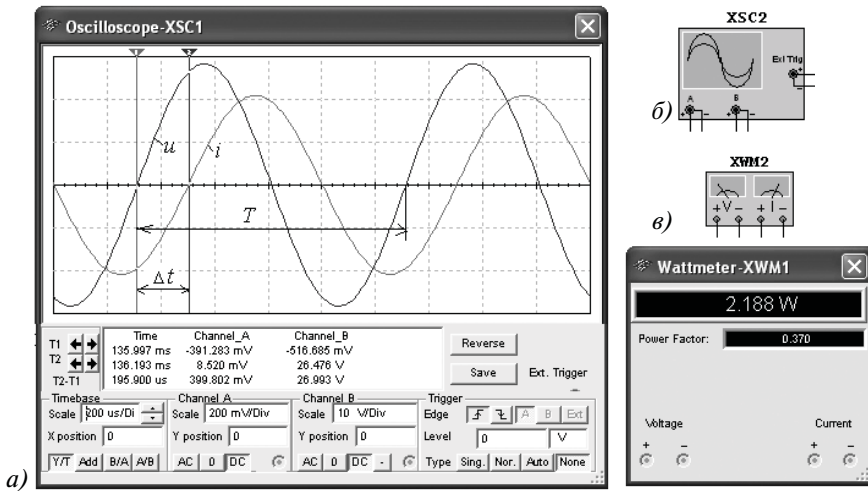 Oscilloscope-XSC1
u
i
T
Δt
T1
T2
T2-T1
Time Channel_A Channel_B
135.997 ms -391.283 mV -516.685 mV
136.193 ms 8.520 mV 26.476 V
195.900 us 399.802 mV 26.993 V
Reverse
Save
Ext. Trigger
Timebase
Scale 200 us/Di
X position 0
Y/T Add B/A A/B
Channel A
Scale 200 mV/Div
Y position 0
AC 0 DC
Channel B
Scale 10 V/Div
Y position 0
AC 0 DC -
Trigger
Edge A B Ext
Level 0 V
Type Sing. Nor. Auto None
а)
XSC2
Ext Trig
+
-
A B
+ - + -
б)
XWM2
V I
+ - + -
в)
Wattmeter-XWM1
2.188 W
Power Factor: 0.370
Voltage Current
+ - + -